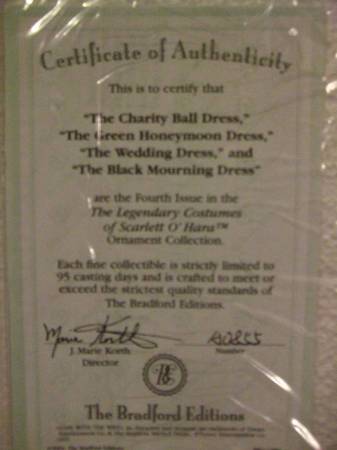 Certificate of Authenticity
This is to certify that
"The Charity Ball Dress,"
"The Green Honeymoon Dress,"
"The Wedding Dress," and
"The Black Mourning Dress"
are the Fourth Issue in the
The Legendary Costumes
of Scarlett O' Hara™
Ornament Collection.
Each fine collectible is strictly limited to
95 casting days and is crafted to meet or
exceed the strictest quality standards of
The Bradford Editions.
Marie Korth
J. Marie Korth
Director
Number
The Bradford Editions